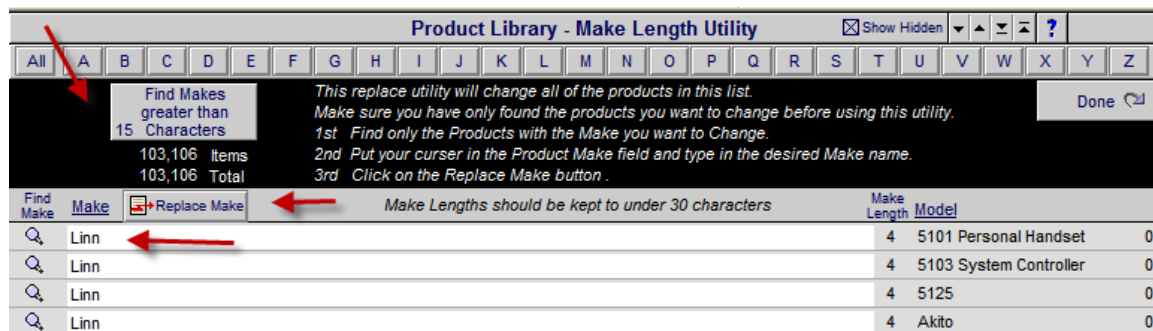 Product Library - Make Length Utility Show Hidden ?
All A B C D E F G H I J K L M N O P Q R S T U V W X Y Z
Find Makes
greater than
15 Characters
This replace utility will change all of the products in this list.
Make sure you have only found the products you want to change before using this utility.
1st Find only the Products with the Make you want to Change.
2nd Put your curser in the Product Make field and type in the desired Make name.
3rd Click on the Replace Make button .
Done
103,106 Items
103,106 Total
Find Make Make Replace Make Make Lengths should be kept to under 30 characters Make Length Model
Linn 4 5101 Personal Handset 0
Linn 4 5103 System Controller 0
Linn 4 5125 0
Linn 4 Akito 0